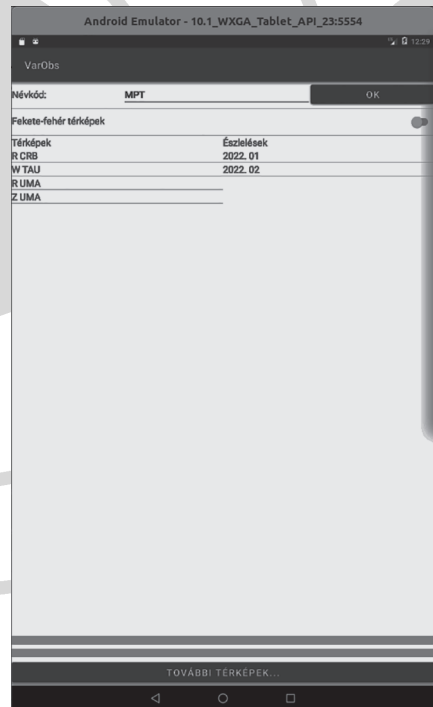 Android Emulator - 10.1_WXGA_Tablet_API_23:5554
12:29
VarObs
Névkód: MPT OK
Fekete-fehér térképek
Térképek Észlelések
R CRB 2022. 01
W TAU 2022. 02
R UMA
Z UMA
TOVÁBBI TÉRKÉPEK...